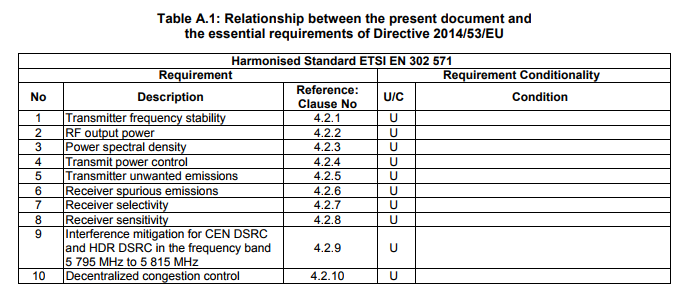 Table A.1: Relationship between the present document and
the essential requirements of Directive 2014/53/EU
Harmonised Standard ETSI EN 302 571
Requirement Requirement Conditionality
No Description Reference: Clause No U/C Condition
1 Transmitter frequency stability 4.2.1 U
2 RF output power 4.2.2 U
3 Power spectral density 4.2.3 U
4 Transmit power control 4.2.4 U
5 Transmitter unwanted emissions 4.2.5 U
6 Receiver spurious emissions 4.2.6 U
7 Receiver selectivity 4.2.7 U
8 Receiver sensitivity 4.2.8 U
9 Interference mitigation for CEN DSRC
and HDR DSRC in the frequency band 4.2.9 U
5 795 MHz to 5 815 MHz
10 Decentralized congestion control 4.2.10 U